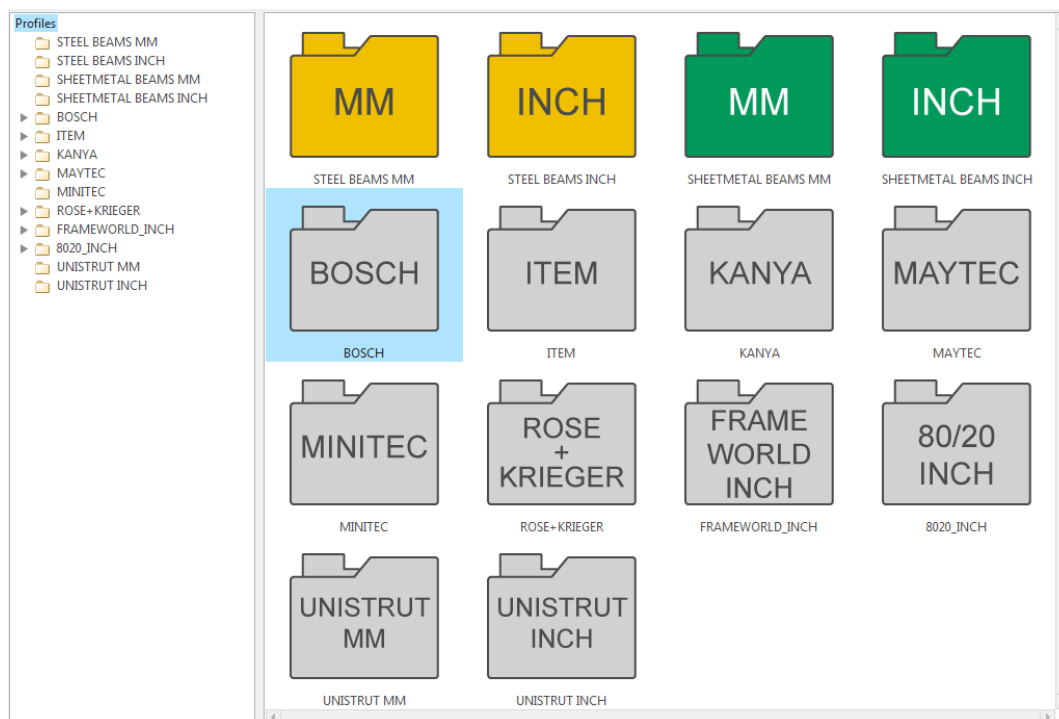 Profiles
STEEL BEAMS MM
STEEL BEAMS INCH
SHEETMETAL BEAMS MM
SHEETMETAL BEAMS INCH
BOSCH
ITEM
KANYA
MAYTEC
MINITEC
ROSE+KRIEGER
FRAMEWORLD_INCH
8020_INCH
UNISTRUT MM
UNISTRUT INCH
MM
STEEL BEAMS MM
INCH
STEEL BEAMS INCH
MM
SHEETMETAL BEAMS MM
INCH
SHEETMETAL BEAMS INCH
BOSCH
BOSCH
ITEM
ITEM
KANYA
KANYA
MAYTEC
MAYTEC
MINITEC
MINITEC
ROSE
+
KRIEGER
ROSE+KRIEGER
FRAME
WORLD
INCH
FRAMEWORLD_INCH
80/20
INCH
8020_INCH
UNISTRUT
MM
UNISTRUT MM
UNISTRUT
INCH
UNISTRUT INCH